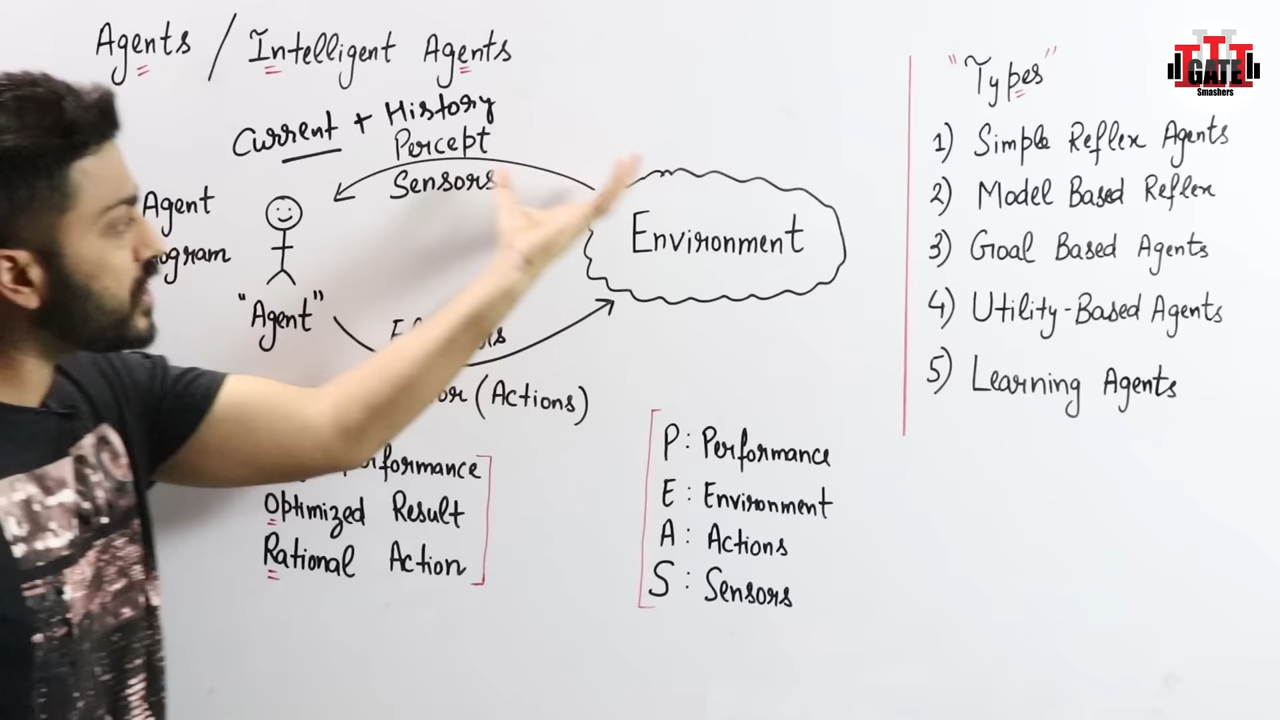 Agents / Intelligent Agents
Current + History
Percept
Sensors
Agent
"Agent"
Environment
(Actions)
Optimized Result
Rational Action
P: Performance
E: Environment
A: Actions
S: Sensors
"Types"
1) Simple Reflex Agents
2) Model Based Reflex
3) Goal Based Agents
4) Utility-Based Agents
5) Learning Agents
GATE
Smashers